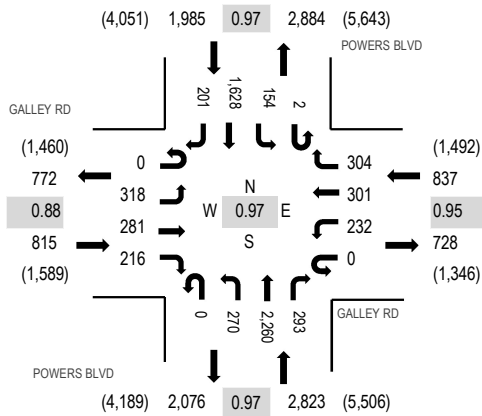 (4,051) 1,985 0.97 2,884 (5,643)
POWERS BLVD
GALLEY RD
201 1,628 154 2
(1,460) (1,492)
0 304
772 837
318 N 301
0.88 W 0.97 E 0.95
281 232
815 S 728
216 0
(1,589) (1,346)
0 270 2,260 293
GALLEY RD
POWERS BLVD
(4,189) 2,076 0.97 2,823 (5,506)